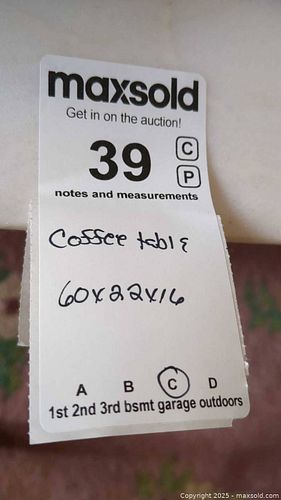 maxsold
Get in on the auction!
39
C
P
notes and measurements
Coffee table
60x22x16
A B C D
1st 2nd 3rd bsmt garage outdoors
Copyright 2025 - maxsold.com